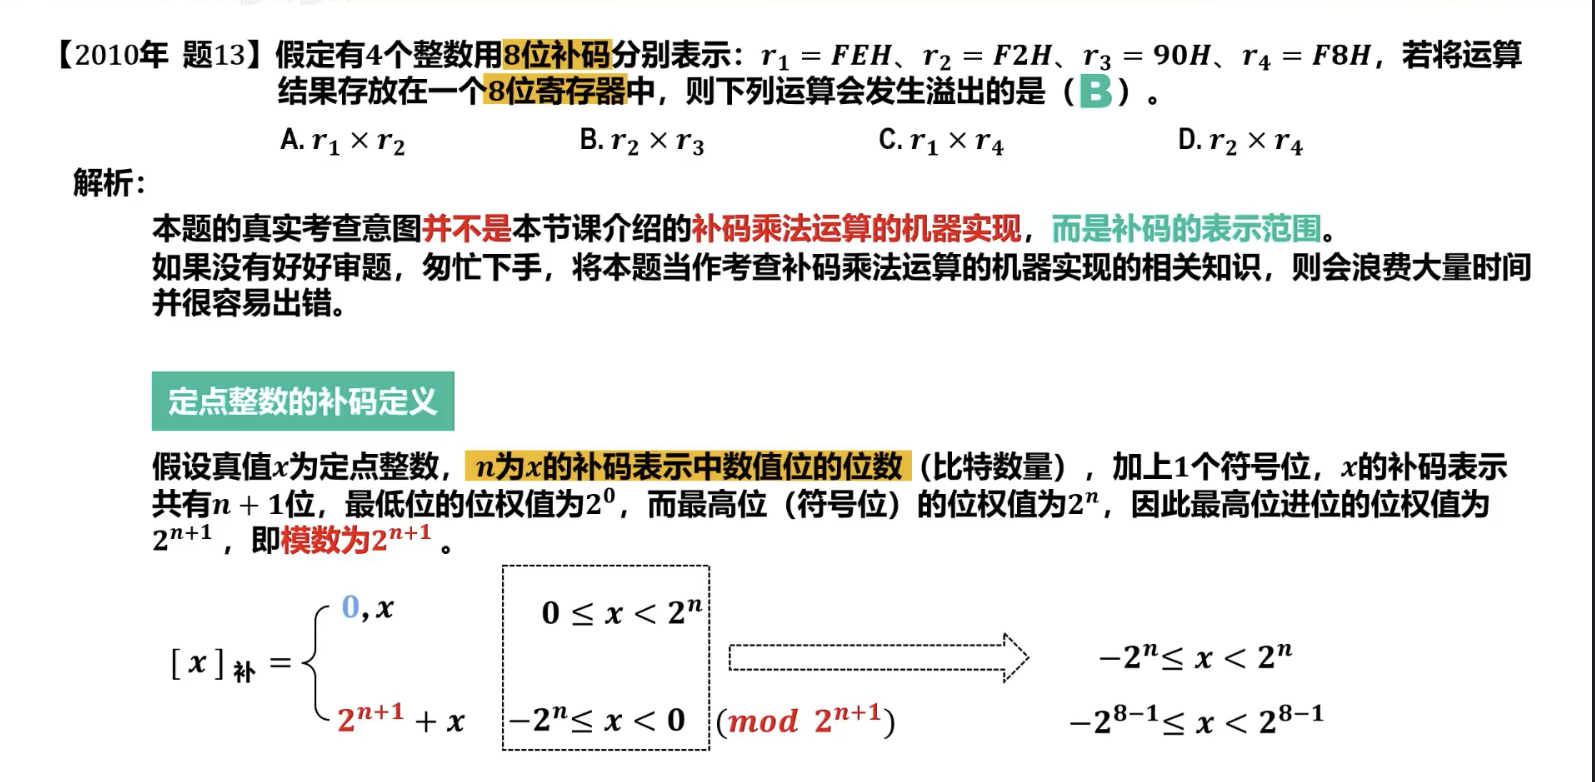 【2010年 题13】假定有4个整数用8位补码分别表示：r₁ = FEH、r₂ = F2H、r₃ = 90H、r₄ = F8H，若将运算
结果存放在一个8位寄存器中，则下列运算会发生溢出的是（B）。
A. r₁ × r₂ B. r₂ × r₃ C. r₁ × r₄ D. r₂ × r₄
解析：
本题的真实考查意图并不是本节课介绍的补码乘法运算的机器实现，而是补码的表示范围。
如果没有好好审题，匆忙下手，将本题当作考查补码乘法运算的机器实现的相关知识，则会浪费大量时间
并很容易出错。
定点整数的补码定义
假设真值x为定点整数，n为x的补码表示中数值位的位数（比特数量），加上1个符号位，x的补码表示
共有n + 1位，最低位的位权值为2⁰，而最高位（符号位）的位权值为2ⁿ，因此最高位进位的位权值为
2ⁿ⁺¹，即模数为2ⁿ⁺¹。
0, x 0 ≤ x < 2ⁿ
[x]补 = −2ⁿ ≤ x < 2ⁿ
2ⁿ⁺¹ + x −2ⁿ ≤ x < 0 (mod 2ⁿ⁺¹) −2⁸⁻¹ ≤ x < 2⁸⁻¹